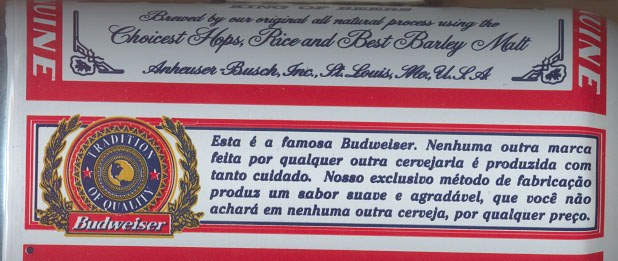 KING OF BEERS
Brewed by our original all natural process using the
Choicest Hops, Rice and Best Barley Malt
Anheuser-Busch, Inc., St. Louis, Mo., U.S.A.
UINE
UINE
TRADITION
OF QUALITY
Budweiser
Esta é a famosa Budweiser. Nenhuma outra marca
feita por qualquer outra cervejaria é produzida com
tanto cuidado. Nosso exclusivo método de fabricação
produz um sabor suave e agradável, que você não
achará em nenhuma outra cerveja, por qualquer preço.